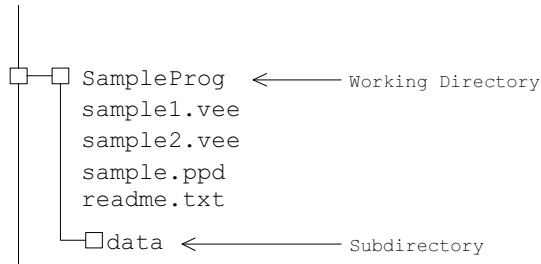 SampleProg Working Directory
sample1.vee
sample2.vee
sample.ppd
readme.txt
data Subdirectory